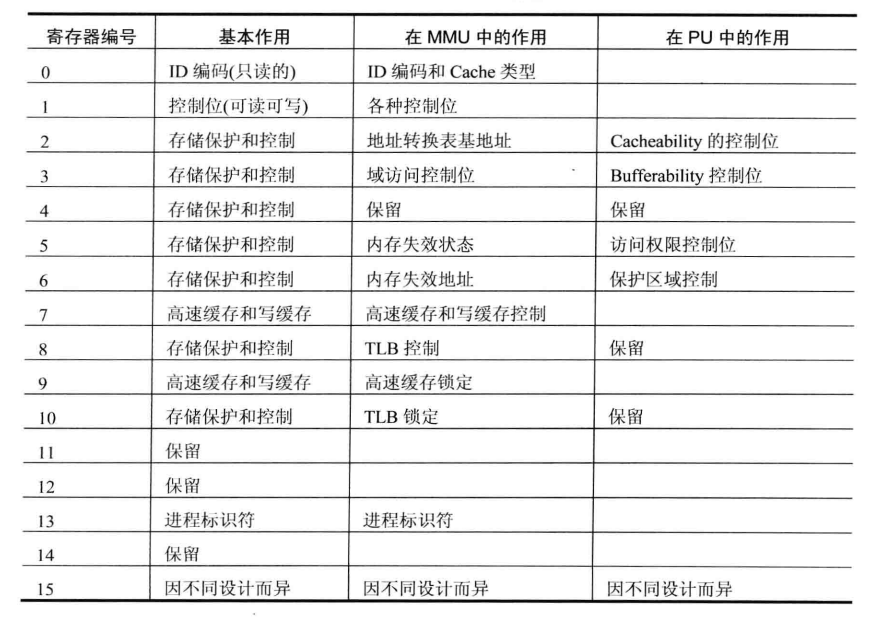 寄存器编号 基本作用 在 MMU 中的作用 在 PU 中的作用
0 ID 编码(只读的) ID 编码和 Cache 类型
1 控制位(可读可写) 各种控制位
2 存储保护和控制 地址转换表基地址 Cacheability 的控制位
3 存储保护和控制 域访问控制位 Bufferability 控制位
4 存储保护和控制 保留 保留
5 存储保护和控制 内存失效状态 访问权限控制位
6 存储保护和控制 内存失效地址 保护区域控制
7 高速缓存和写缓存 高速缓存和写缓存控制
8 存储保护和控制 TLB 控制 保留
9 高速缓存和写缓存 高速缓存锁定
10 存储保护和控制 TLB 锁定 保留
11 保留
12 保留
13 进程标识符 进程标识符
14 保留
15 因不同设计而异 因不同设计而异 因不同设计而异